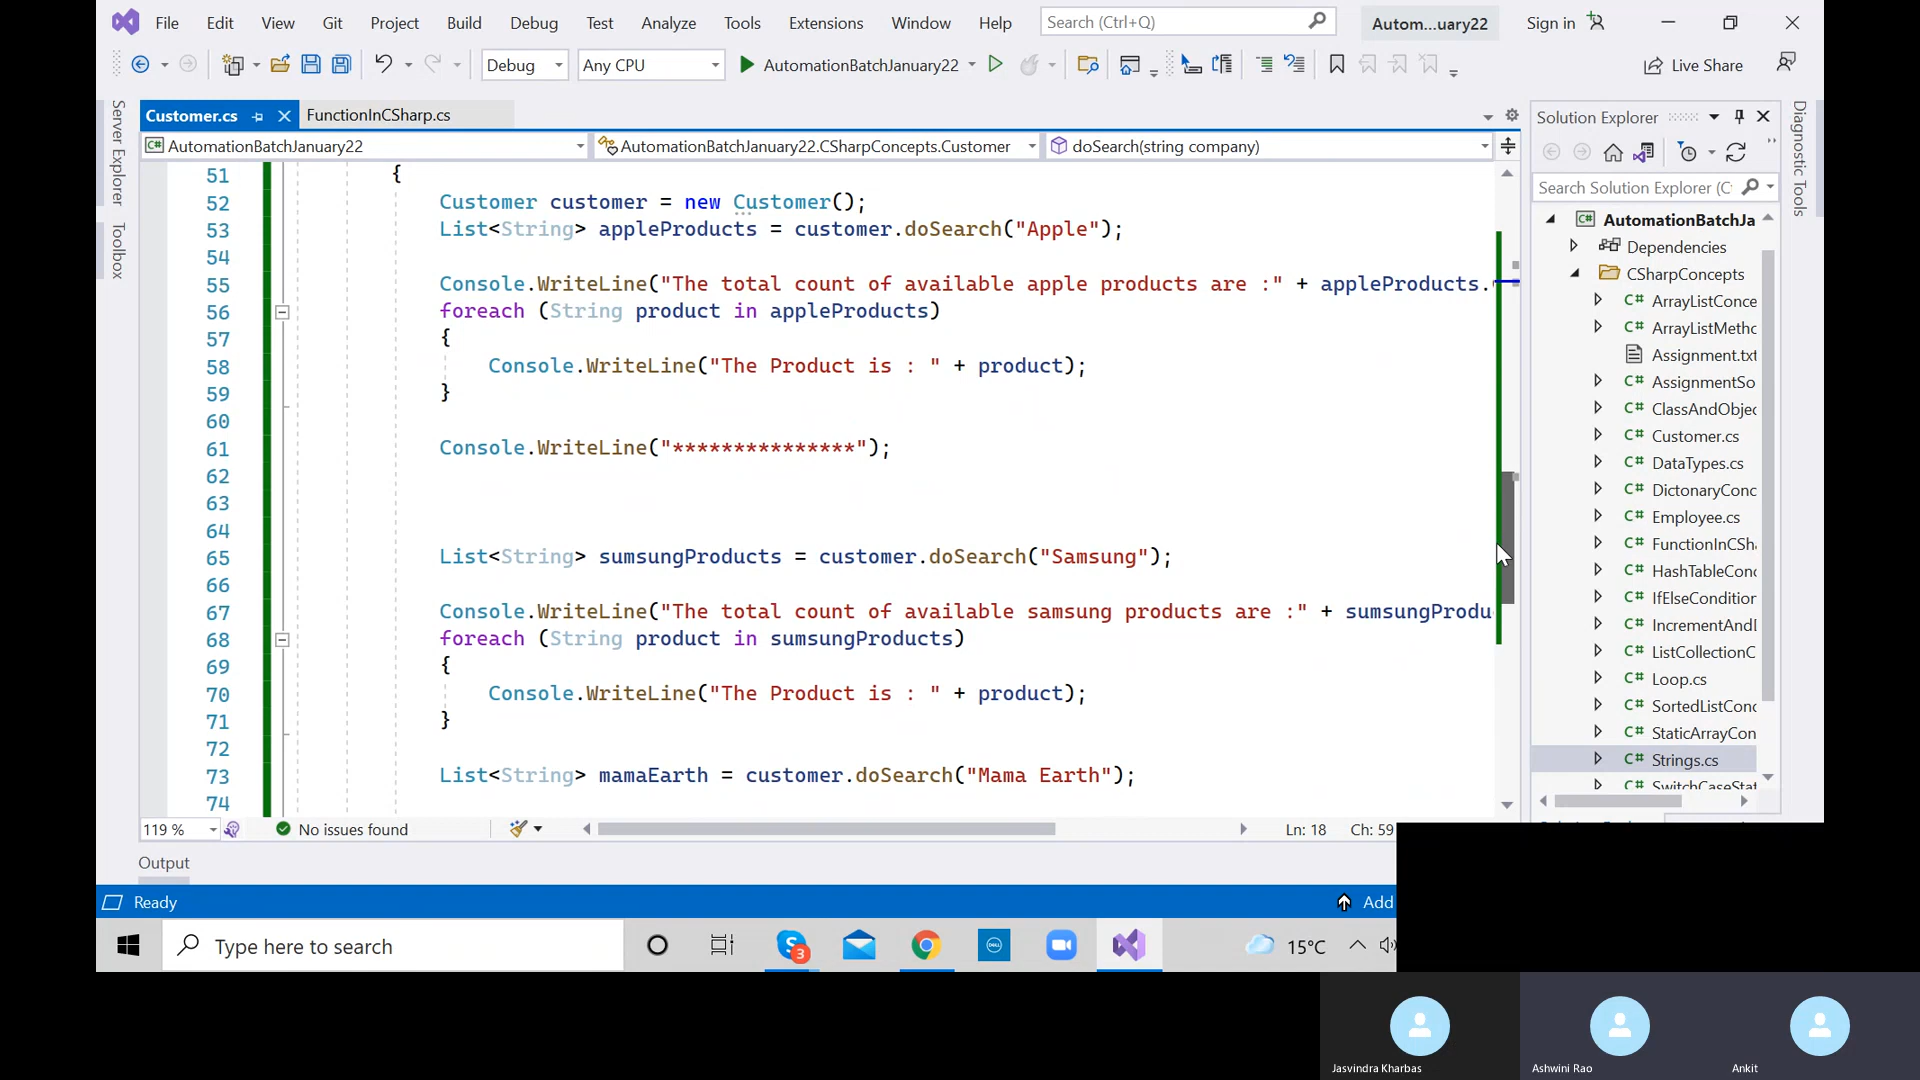 File Edit View Git Project Build Debug Test Analyze Tools Extensions Window Help Search (Ctrl+Q) Autom...uary22 Sign in
Debug Any CPU AutomationBatchJanuary22 Live Share
Customer.cs FunctionInCSharp.cs
AutomationBatchJanuary22 AutomationBatchJanuary22.CSharpConcepts.Customer doSearch(string company)
51 {
52 Customer customer = new Customer();
53 List<String> appleProducts = customer.doSearch("Apple");
54
55 Console.WriteLine("The total count of available apple products are :" + appleProducts.
56 foreach (String product in appleProducts)
57 {
58 Console.WriteLine("The Product is : " + product);
59 }
60
61 Console.WriteLine("***************");
62
63
64
65 List<String> sumsungProducts = customer.doSearch("Samsung");
66
67 Console.WriteLine("The total count of available samsung products are :" + sumsungProdu
68 foreach (String product in sumsungProducts)
69 {
70 Console.WriteLine("The Product is : " + product);
71 }
72
73 List<String> mamaEarth = customer.doSearch("Mama Earth");
74
119 % No issues found Ln: 18 Ch: 59
Output
Ready Add
Server Explorer
Toolbox
Solution Explorer
Search Solution Explorer (C
AutomationBatchJa
Dependencies
CSharpConcepts
C# ArrayListConce
C# ArrayListMetho
Assignment.txt
C# AssignmentSo
C# ClassAndObjec
C# Customer.cs
C# DataTypes.cs
C# DictonaryConc
C# Employee.cs
C# FunctionInCSha
C# HashTableConc
C# IfElseCondition
C# IncrementAndD
C# ListCollectionC
C# Loop.cs
C# SortedListConc
C# StaticArrayCon
C# Strings.cs
C# SwitchCaseStat
Diagnostic Tools
Type here to search 3 DELL 15°C
Jasvindra Kharbas Ashwini Rao Ankit